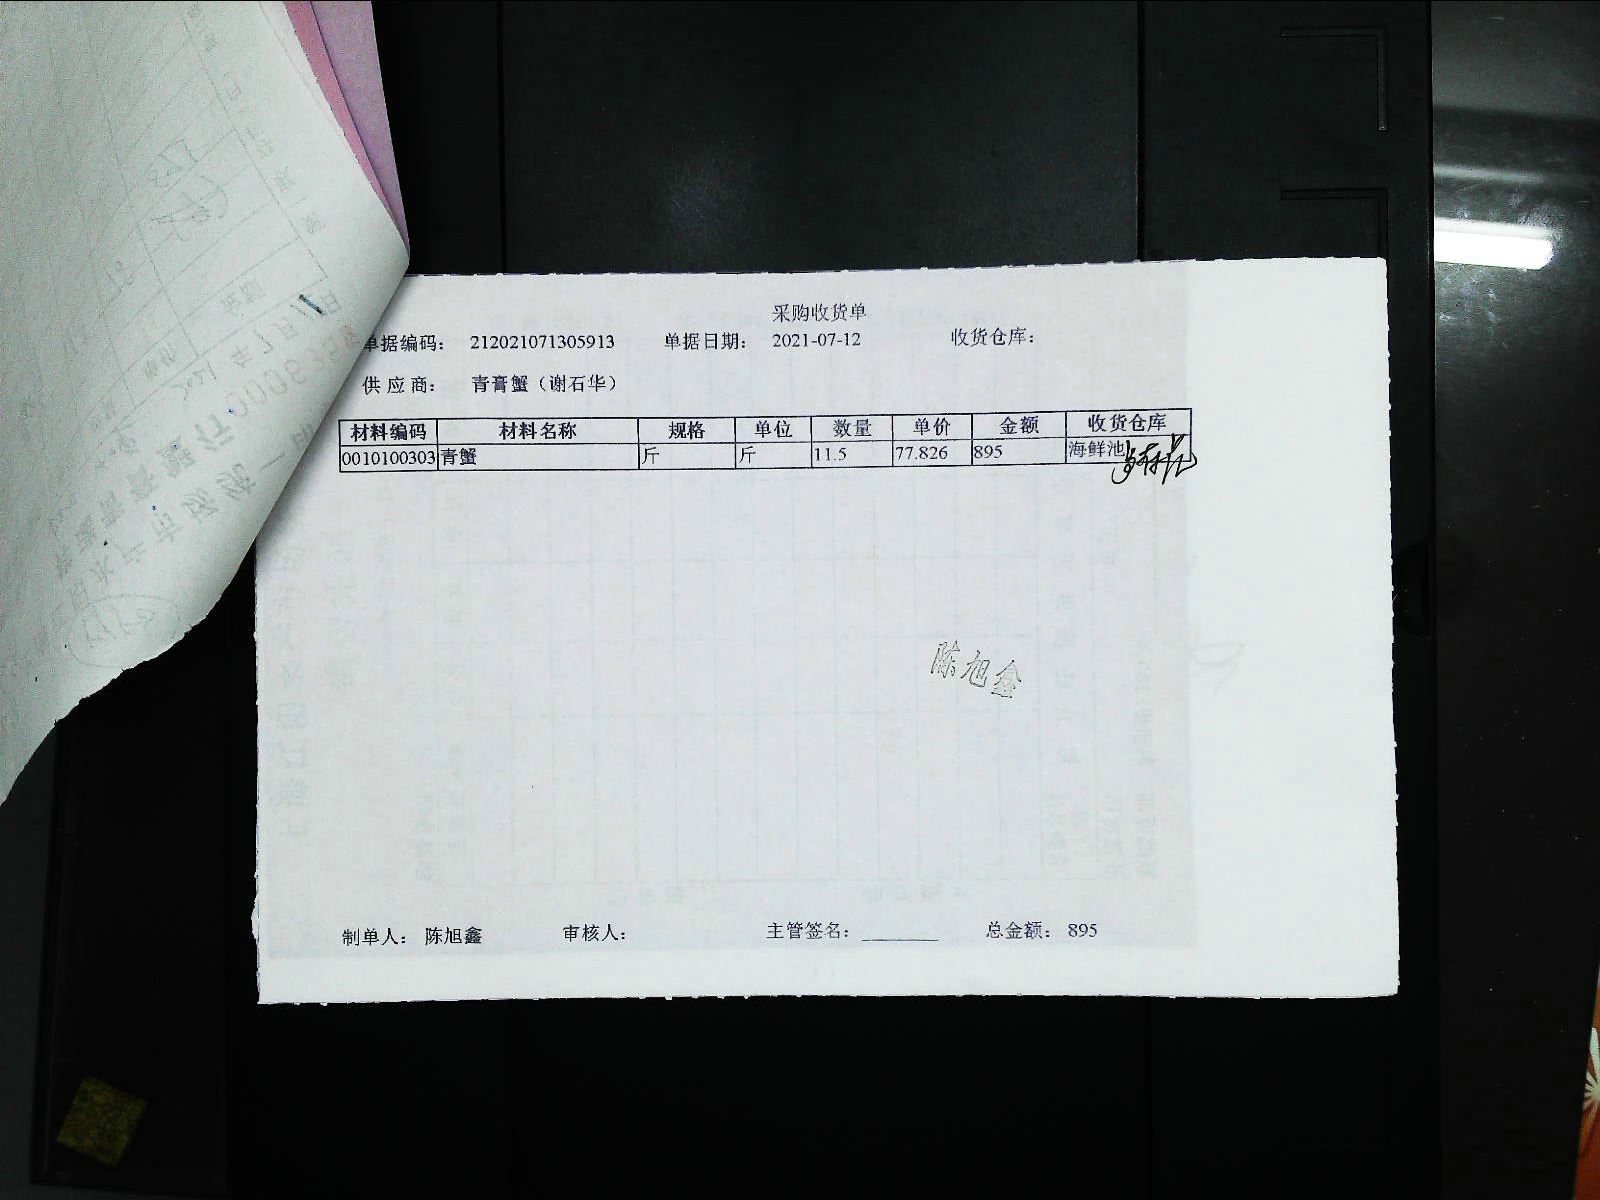 采购收货单
单据编码： 212021071305913 单据日期： 2021-07-12 收货仓库：
供应商： 青膏蟹（谢石华）
材料编码 材料名称 规格 单位 数量 单价 金额 收货仓库
0010100303 青蟹 斤 斤 11.5 77.826 895 海鲜池
陈旭鑫
制单人： 陈旭鑫 审核人： 主管签名： ________ 总金额： 895